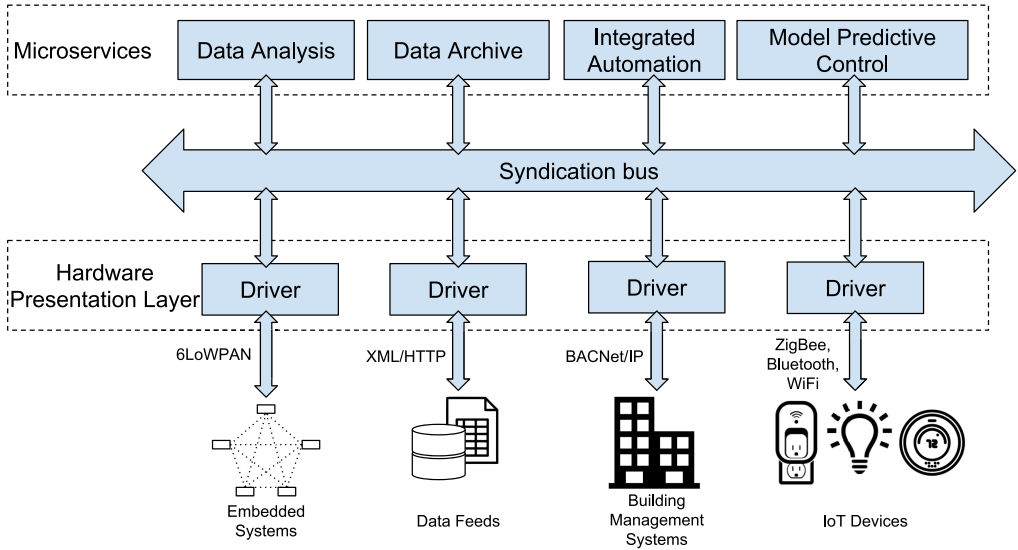 Microservices
Data Analysis
Data Archive
Integrated
Automation
Model Predictive
Control
Syndication bus
Hardware
Presentation Layer
Driver
Driver
Driver
Driver
6LoWPAN
XML/HTTP
BACNet/IP
ZigBee,
Bluetooth,
WiFi
72
Embedded
Systems
Data Feeds
Building
Management
Systems
IoT Devices